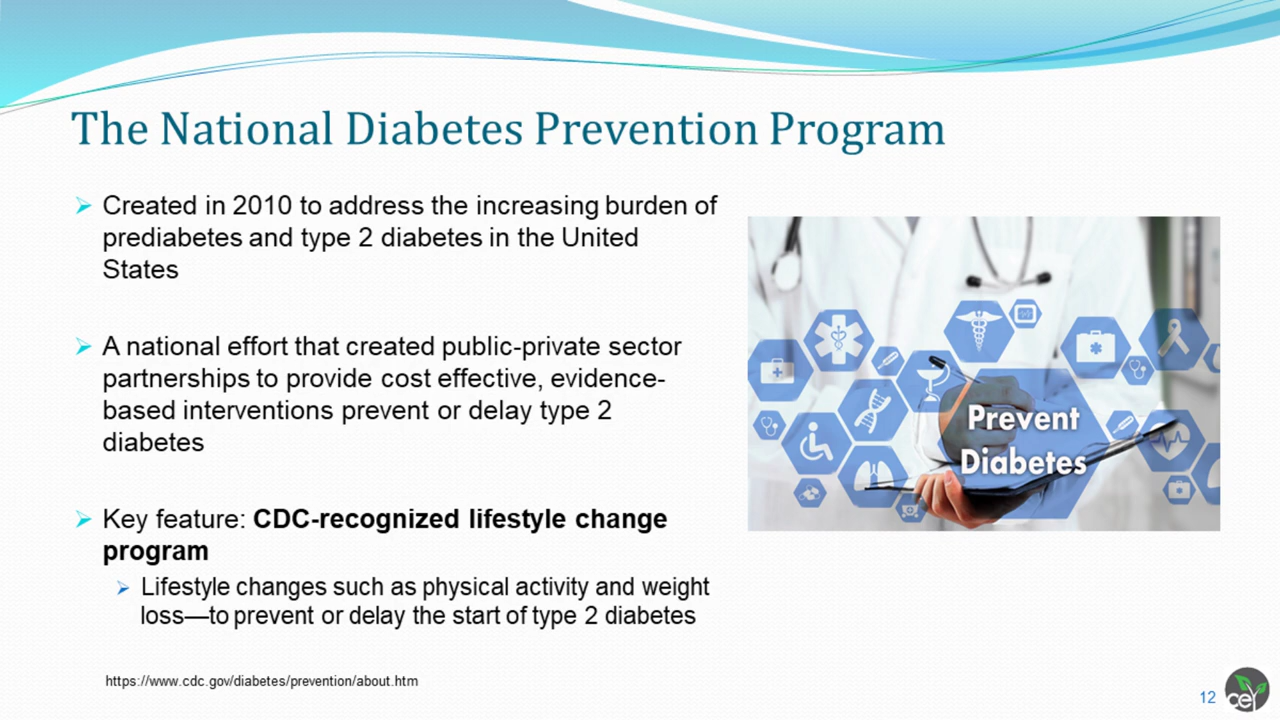 The National Diabetes Prevention Program
Created in 2010 to address the increasing burden of
prediabetes and type 2 diabetes in the United
States
A national effort that created public-private sector
partnerships to provide cost effective, evidence-
based interventions prevent or delay type 2
diabetes
Key feature: CDC-recognized lifestyle change
program
Lifestyle changes such as physical activity and weight
loss—to prevent or delay the start of type 2 diabetes
Prevent
Diabetes
https://www.cdc.gov/diabetes/prevention/about.htm
12
cei